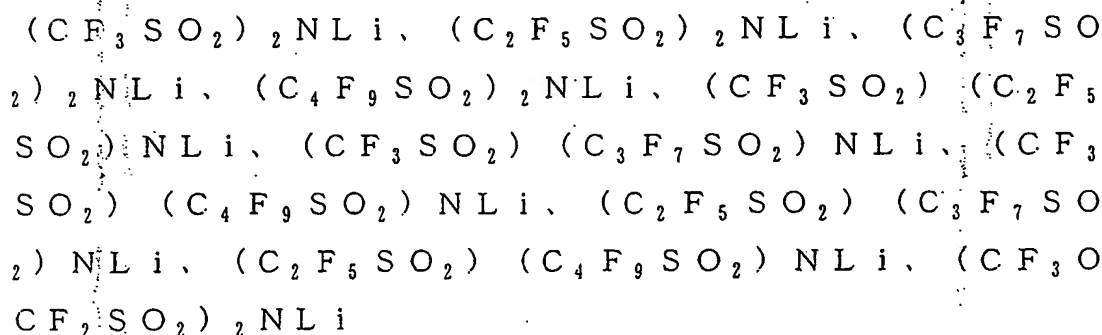 (CF₃SO₂)₂NLi、(C₂F₅SO₂)₂NLi、(C₃F₇SO
₂)₂NLi、(C₄F₉SO₂)₂NLi、(CF₃SO₂)(C₂F₅
SO₂)NLi、(CF₃SO₂)(C₃F₇SO₂)NLi、(CF₃
SO₂)(C₄F₉SO₂)NLi、(C₂F₅SO₂)(C₃F₇SO
₂)NLi、(C₂F₅SO₂)(C₄F₉SO₂)NLi、(CF₃O
CF₂SO₂)₂NLi